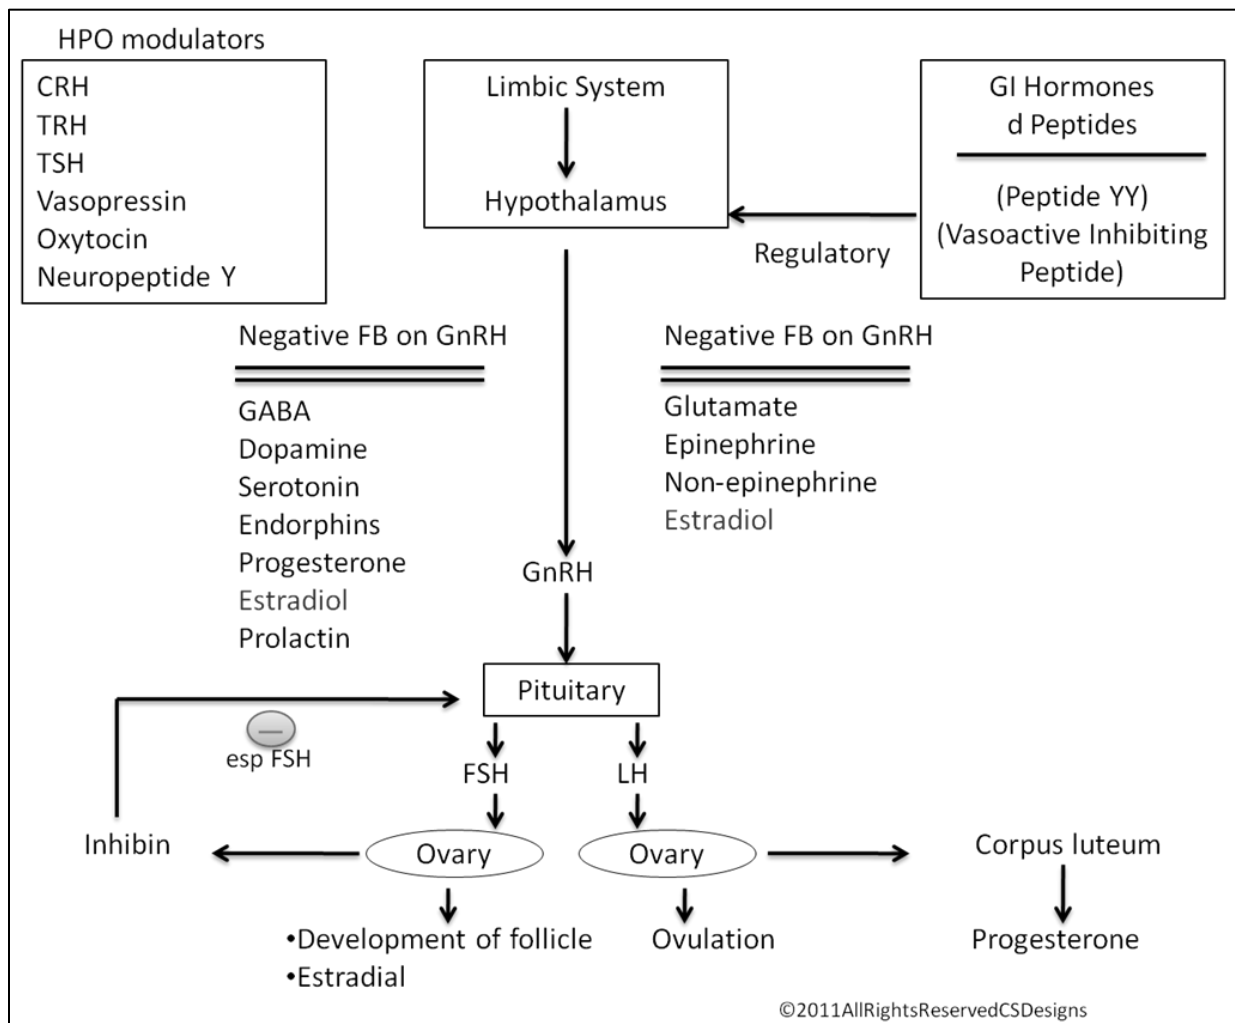 HPO modulators
CRH
TRH
TSH
Vasopressin
Oxytocin
Neuropeptide Y
Limbic System
Hypothalamus
GI Hormones
d Peptides
(Peptide YY)
(Vasoactive Inhibiting
Peptide)
Regulatory
Negative FB on GnRH
GABA
Dopamine
Serotonin
Endorphins
Progesterone
Estradiol
Prolactin
Negative FB on GnRH
Glutamate
Epinephrine
Non-epinephrine
Estradiol
GnRH
Pituitary
esp FSH
FSH
LH
Inhibin
Ovary
Ovary
Corpus luteum
•Development of follicle
•Estradial
Ovulation
Progesterone
©2011AllRightsReservedCSDesigns